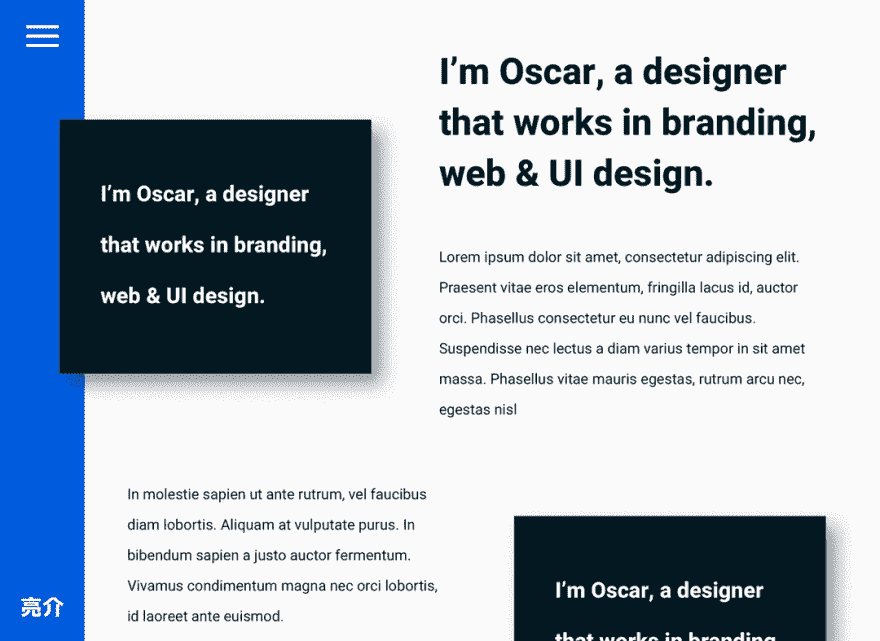 I’m Oscar, a designer
that works in branding,
web & UI design.
I’m Oscar, a designer
that works in branding,
web & UI design.
Lorem ipsum dolor sit amet, consectetur adipiscing elit.
Praesent vitae eros elementum, fringilla lacus id, auctor
orci. Phasellus consectetur eu nunc vel faucibus.
Suspendisse nec lectus a diam varius tempor in sit amet
massa. Phasellus vitae mauris egestas, rutrum arcu nec,
egestas nisl
In molestie sapien ut ante rutrum, vel faucibus
diam lobortis. Aliquam at vulputate purus. In
bibendum sapien a justo auctor fermentum.
Vivamus condimentum magna nec orci lobortis,
id laoreet ante euismod.
I’m Oscar, a designer
that works in branding,
亮介